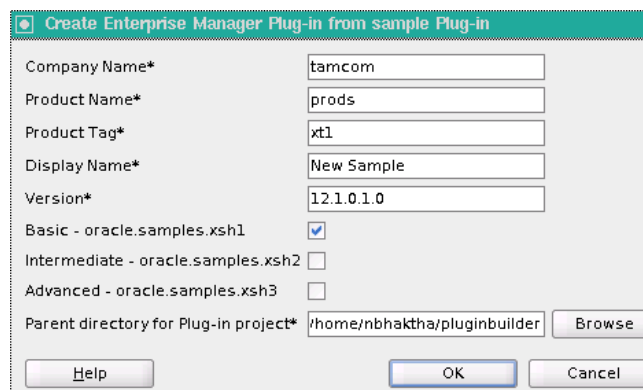 Create Enterprise Manager Plug-in from sample Plug-in
Company Name* tamcom
Product Name* prods
Product Tag* xt1
Display Name* New Sample
Version* 12.1.0.1.0
Basic - oracle.samples.xsh1
Intermediate - oracle.samples.xsh2
Advanced - oracle.samples.xsh3
Parent directory for Plug-in project* /home/nbhaktha/pluginbuilder Browse
Help OK Cancel